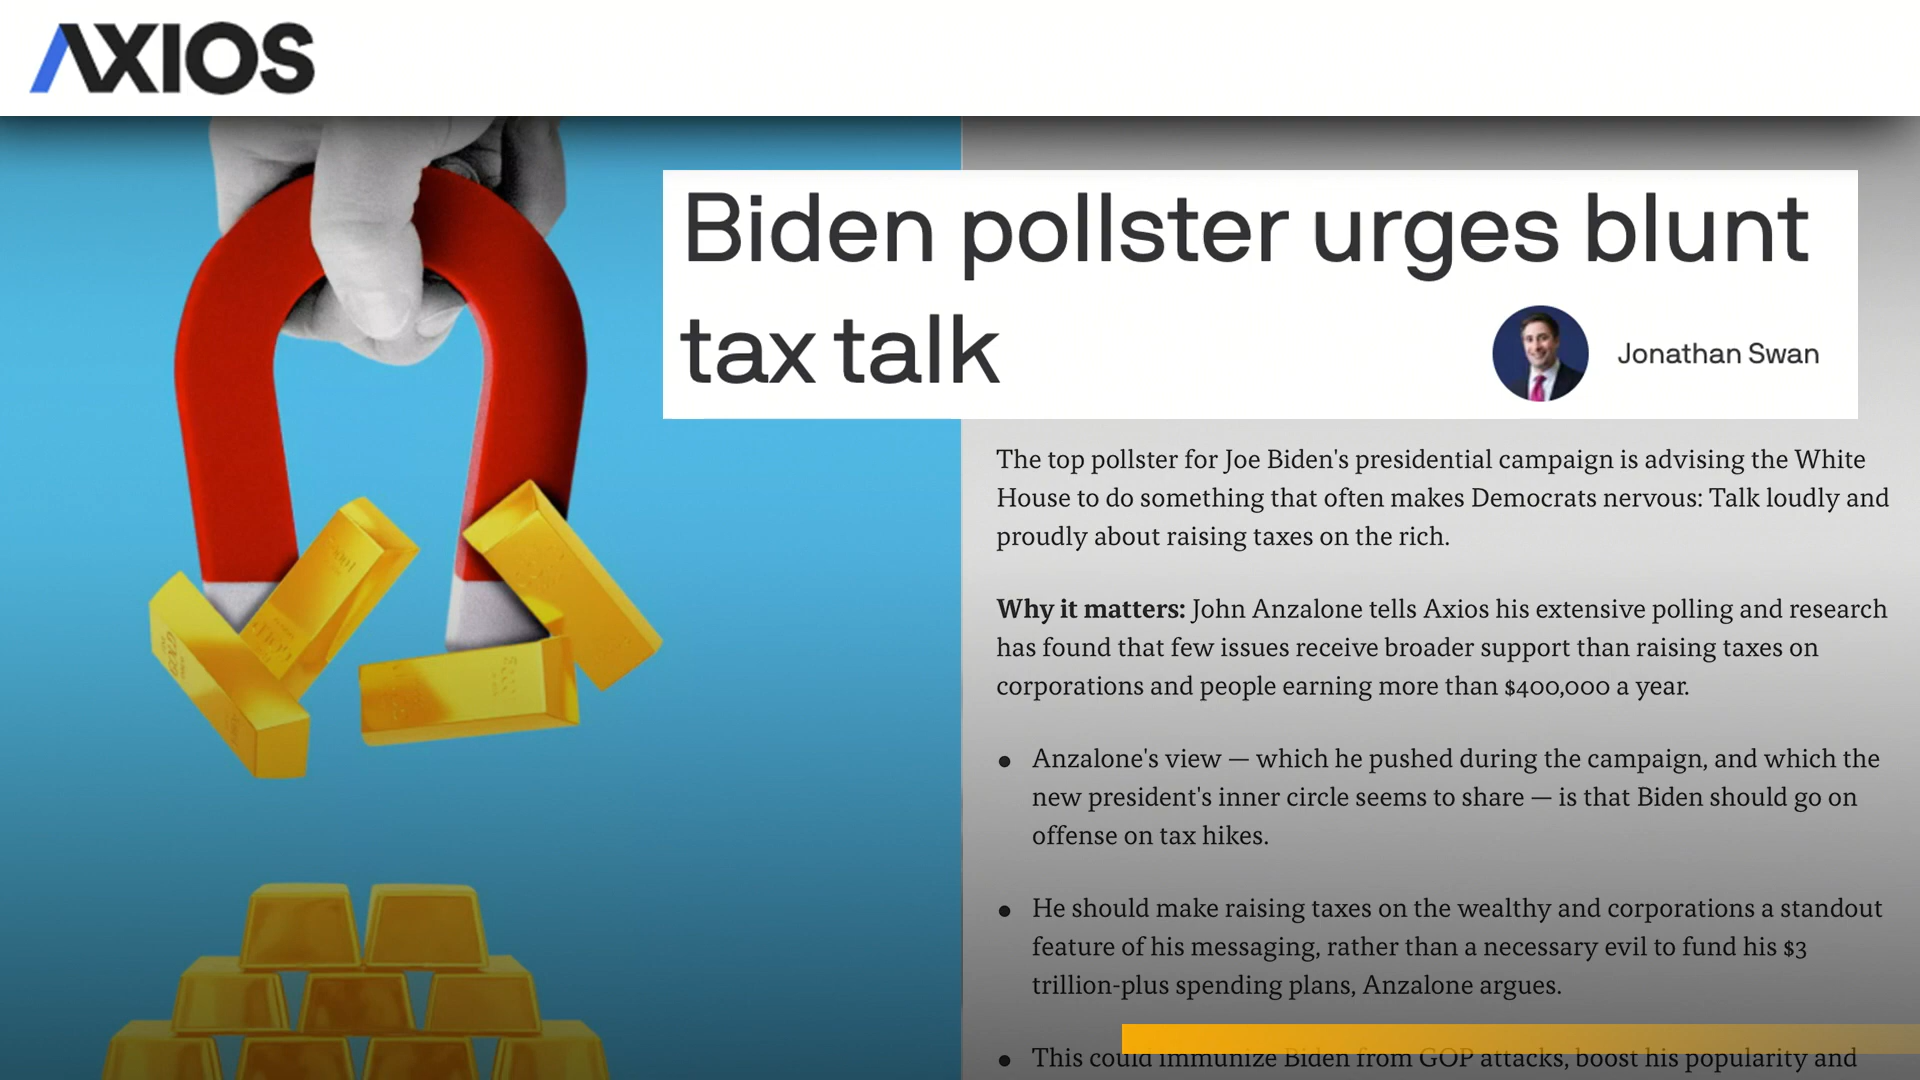 AXIOS
Biden pollster urges blunt
tax talk
Jonathan Swan
The top pollster for Joe Biden's presidential campaign is advising the White
House to do something that often makes Democrats nervous: Talk loudly and
proudly about raising taxes on the rich.
Why it matters: John Anzalone tells Axios his extensive polling and research
has found that few issues receive broader support than raising taxes on
corporations and people earning more than $400,000 a year.
• Anzalone's view — which he pushed during the campaign, and which the
new president's inner circle seems to share — is that Biden should go on
offense on tax hikes.
• He should make raising taxes on the wealthy and corporations a standout
feature of his messaging, rather than a necessary evil to fund his $3
trillion-plus spending plans, Anzalone argues.
• This could immunize Biden from GOP attacks, boost his popularity and